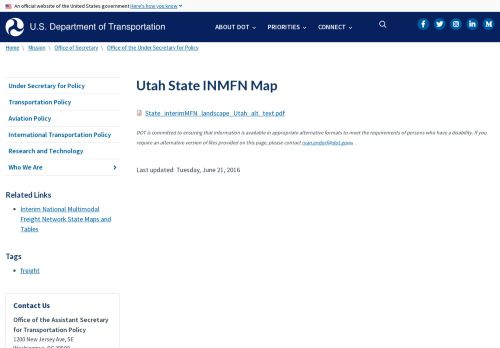 An official website of the United States government Here's how you know
U.S. Department of Transportation
ABOUT DOT
PRIORITIES
CONNECT
Home \ Mission \ Office of Secretary \ Office of the Under Secretary for Policy
Under Secretary for Policy
Transportation Policy
Aviation Policy
International Transportation Policy
Research and Technology
Who We Are
Related Links
Interim National Multimodal
Freight Network State Maps and
Tables
Tags
freight
Contact Us
Office of the Assistant Secretary
for Transportation Policy
1200 New Jersey Ave, SE
Utah State INMFN Map
State_interimMFN_landscape_Utah_alt_text.pdf
DOT is committed to ensuring that information is available in appropriate alternative formats to meet the requirements of persons who have a disability. If you
require an alternative version of files provided on this page, please contact
Last updated: Tuesday, June 21, 2016